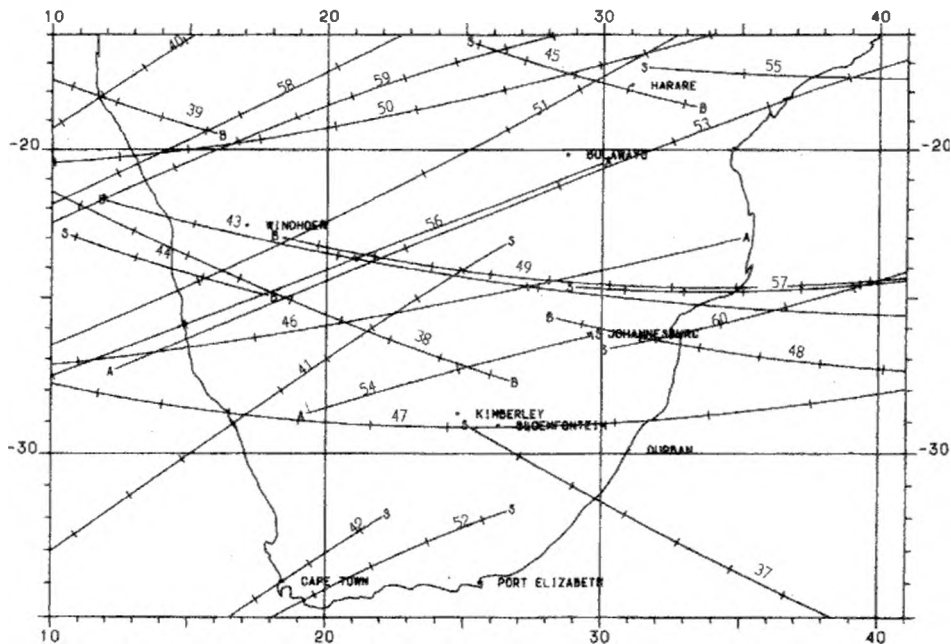 10 20 30 40
40
58
59
45
S
55
S
HARARE
39
50
51
B
B
53
-20 -20
BULAWAYO
B
43
WINDHOEK
56
S
B
44
S
A
49
57
S
B
46
38
B
60
S JOHANNESBURG
B
A
41
54
B
48
A
47
KIMBERLEY
S
BLOEMFONTEIN
-30 -30
DURBAN
42
S
52
S
37
CAPE TOWN
PORT ELIZABETH
10 20 30 40